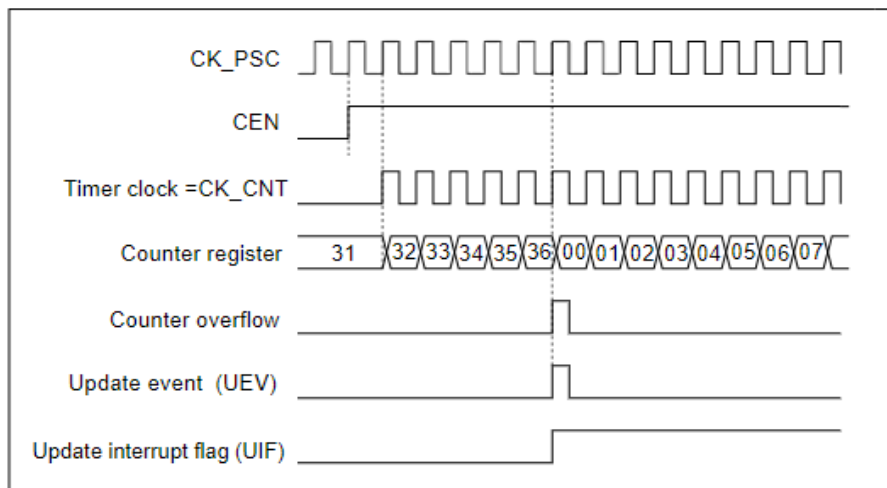 CK_PSC
CEN
Timer clock =CK_CNT
Counter register 31 32 33 34 35 36 00 01 02 03 04 05 06 07
Counter overflow
Update event (UEV)
Update interrupt flag (UIF)